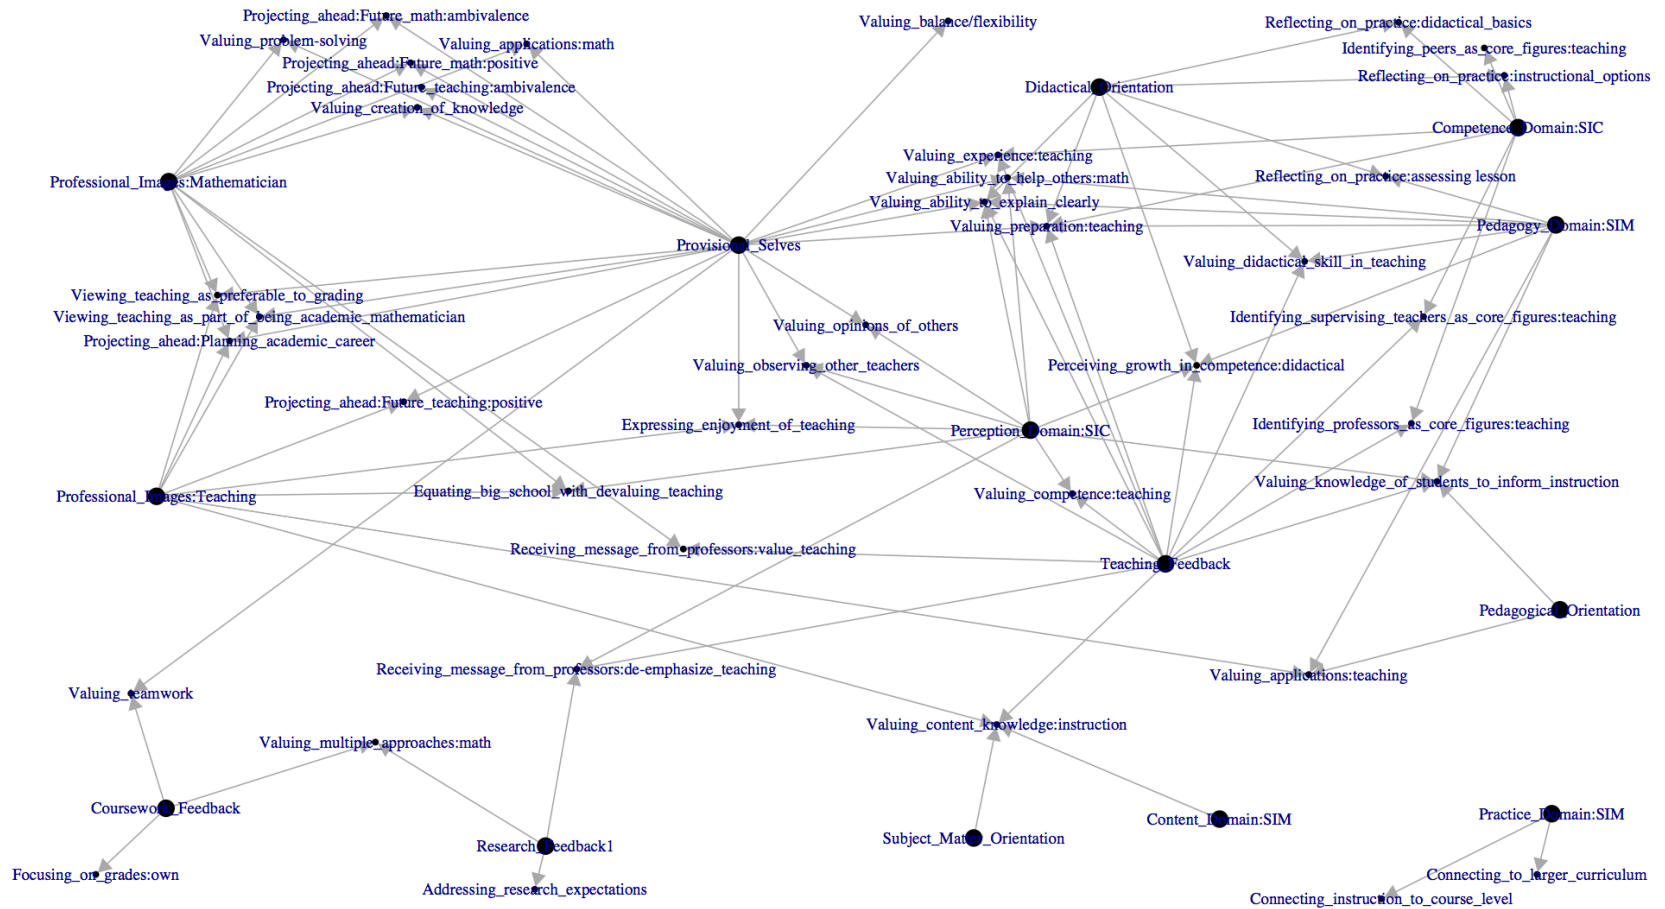 Projecting_ahead:Future_math:ambivalence
Valuing_balance/flexibility
Reflecting_on_practice:didactical_basics
Valuing_problem-solving
Valuing_applications:math
Identifying_peers_as_core_figures:teaching
Projecting_ahead:Future_math:positive
Reflecting_on_practice:instructional_options
Projecting_ahead:Future_teaching:ambivalence
Didactical_Orientation
Valuing_creation_of_knowledge
Competence_Domain:SIC
Valuing_experience:teaching
Valuing_ability_to_help_others:math
Reflecting_on_practice:assessing lesson
Professional_Images:Mathematician
Valuing_ability_to_explain_clearly
Valuing_preparation:teaching
Pedagogy_Domain:SIM
Provisional_Selves
Valuing_didactical_skill_in_teaching
Viewing_teaching_as_preferable_to_grading
Viewing_teaching_as_part_of_being_academic_mathematician
Identifying_supervising_teachers_as_core_figures:teaching
Valuing_opinions_of_others
Projecting_ahead:Planning_academic_career
Valuing_observing_other_teachers
Perceiving_growth_in_competence:didactical
Projecting_ahead:Future_teaching:positive
Expressing_enjoyment_of_teaching
Perception_Domain:SIC
Identifying_professors_as_core_figures:teaching
Valuing_knowledge_of_students_to_inform_instruction
Professional_Images:Teaching
Equating_big_school_with_devaluing_teaching
Valuing_competence:teaching
Receiving_message_from_professors:value_teaching
Teaching_Feedback
Pedagogical_Orientation
Receiving_message_from_professors:de-emphasize_teaching
Valuing_applications:teaching
Valuing_teamwork
Valuing_content_knowledge:instruction
Valuing_multiple_approaches:math
Coursework_Feedback
Content_Domain:SIM
Practice_Domain:SIM
Subject_Matter_Orientation
Research_Feedback1
Focusing_on_grades:own
Connecting_to_larger_curriculum
Addressing_research_expectations
Connecting_instruction_to_course_level